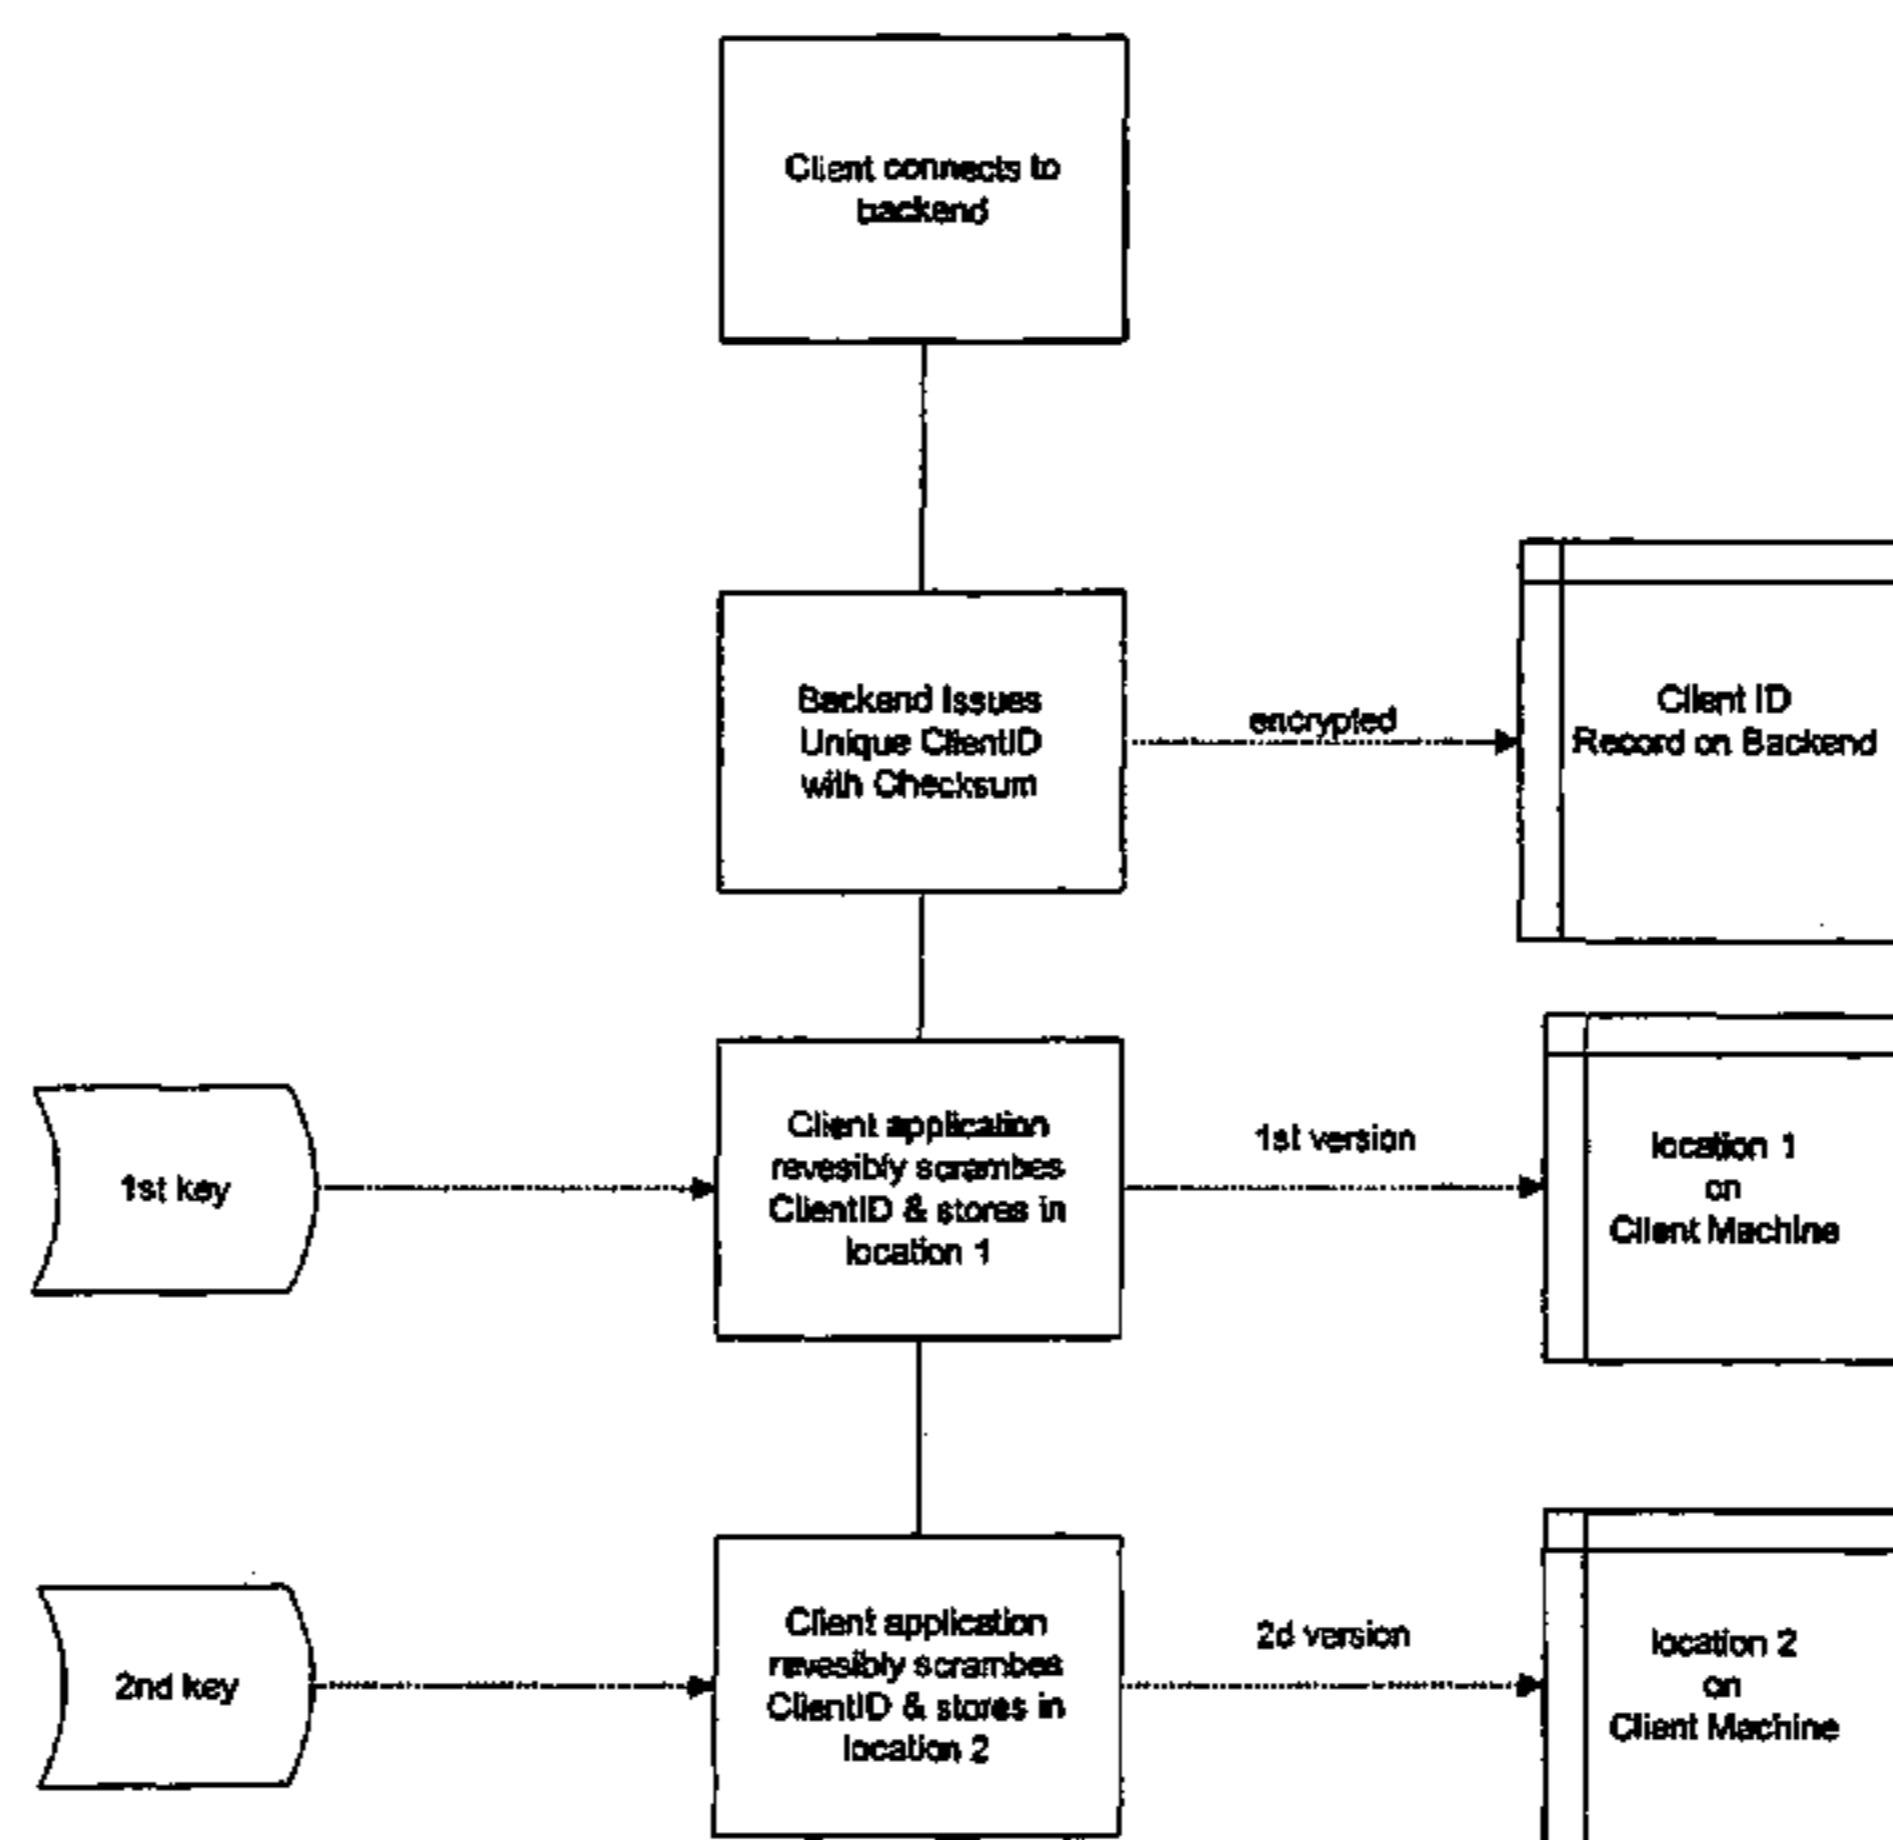 Client connects to
backend
Backend Issues
Unique ClientID
with Checksum
encrypted
Client ID
Record on Backend
1st key
Client application
revesibly scrambes
ClientID & stores in
location 1
1st version
location 1
on
Client Machine
2nd key
Client application
revesibly scrambes
ClientID & stores in
location 2
2d version
location 2
on
Client Machine